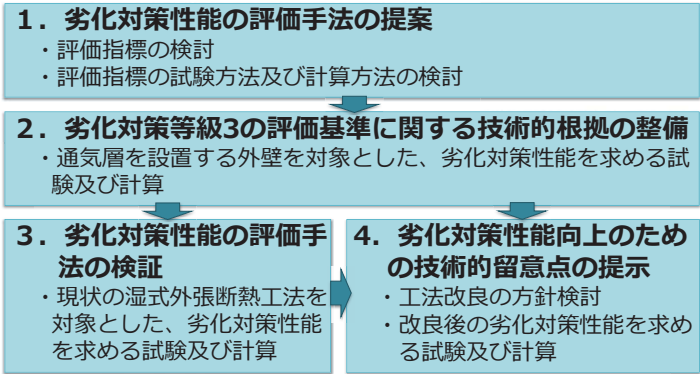 １．劣化対策性能の評価手法の提案
・評価指標の検討
・評価指標の試験方法及び計算方法の検討
２．劣化対策等級3の評価基準に関する技術的根拠の整備
・通気層を設置する外壁を対象とした、劣化対策性能を求める試
験及び計算
３．劣化対策性能の評価手
法の検証
・現状の湿式外張断熱工法を
対象とした、劣化対策性能
を求める試験及び計算
４．劣化対策性能向上のため
の技術的留意点の提示
・工法改良の方針検討
・改良後の劣化対策性能を求め
る試験及び計算